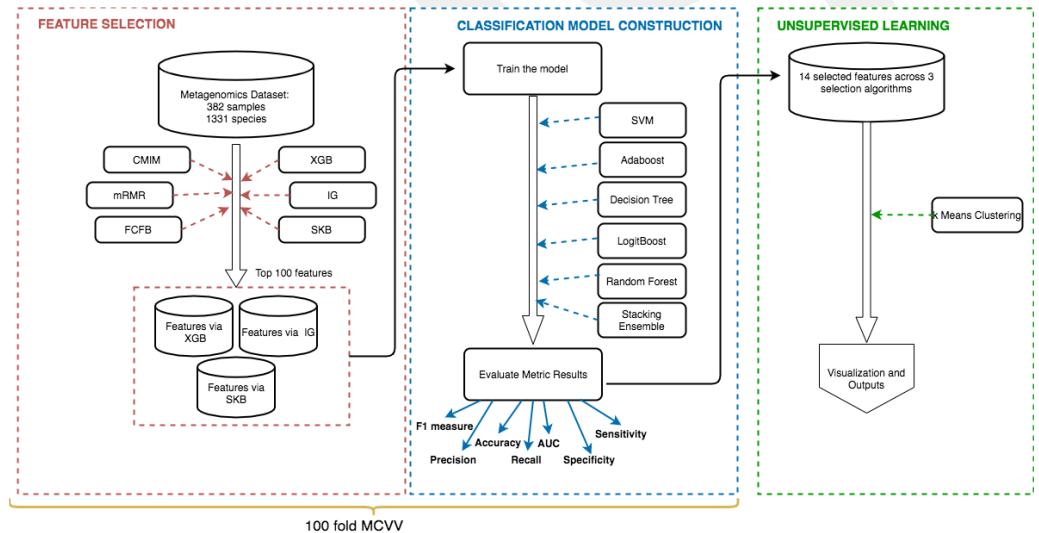 FEATURE SELECTION
Metagenomics Dataset:
382 samples
1331 species
CMIM
XGB
mRMR
IG
FCFB
SKB
Top 100 features
Features via
XGB
Features via IG
Features via
SKB
CLASSIFICATION MODEL CONSTRUCTION
Train the model
SVM
Adaboost
Decision Tree
LogitBoost
Random Forest
Stacking
Ensemble
Evaluate Metric Results
F1 measure
Precision
Accuracy
Recall
AUC
Specificity
Sensitivity
UNSUPERVISED LEARNING
14 selected features across 3
selection algorithms
k Means Clustering
Visualization and
Outputs
100 fold MCVV